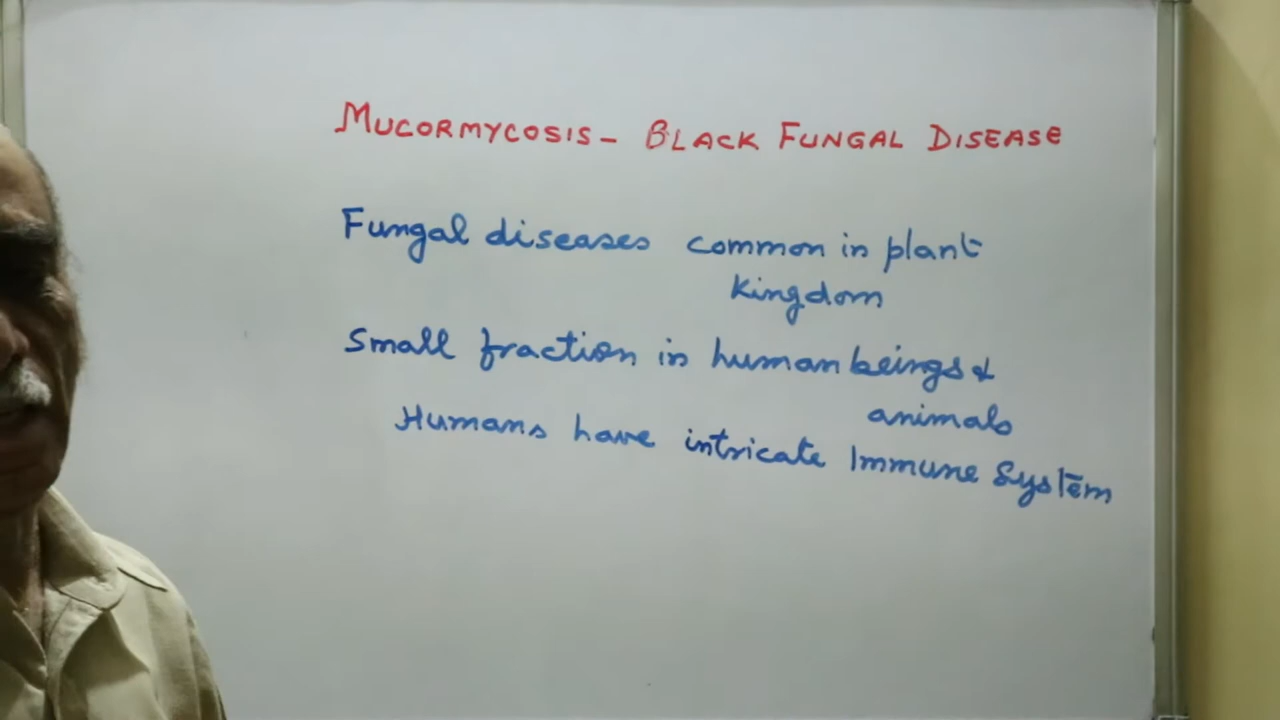 MUCORMYCOSIS - BLACK FUNGAL DISEASE
Fungal diseases common in plant
Kingdom
Small fraction in human beings &
animals
Humans have intricate Immune System